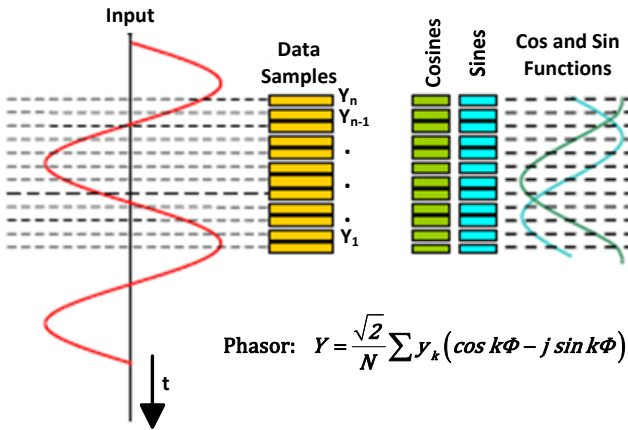 Input
Data
Samples
Cosines
Sines
Cos and Sin
Functions
Yn
Yn-1
.
.
.
Y1
Phasor: Y = √2/N ∑ yk (cos kΦ − j sin kΦ)
t